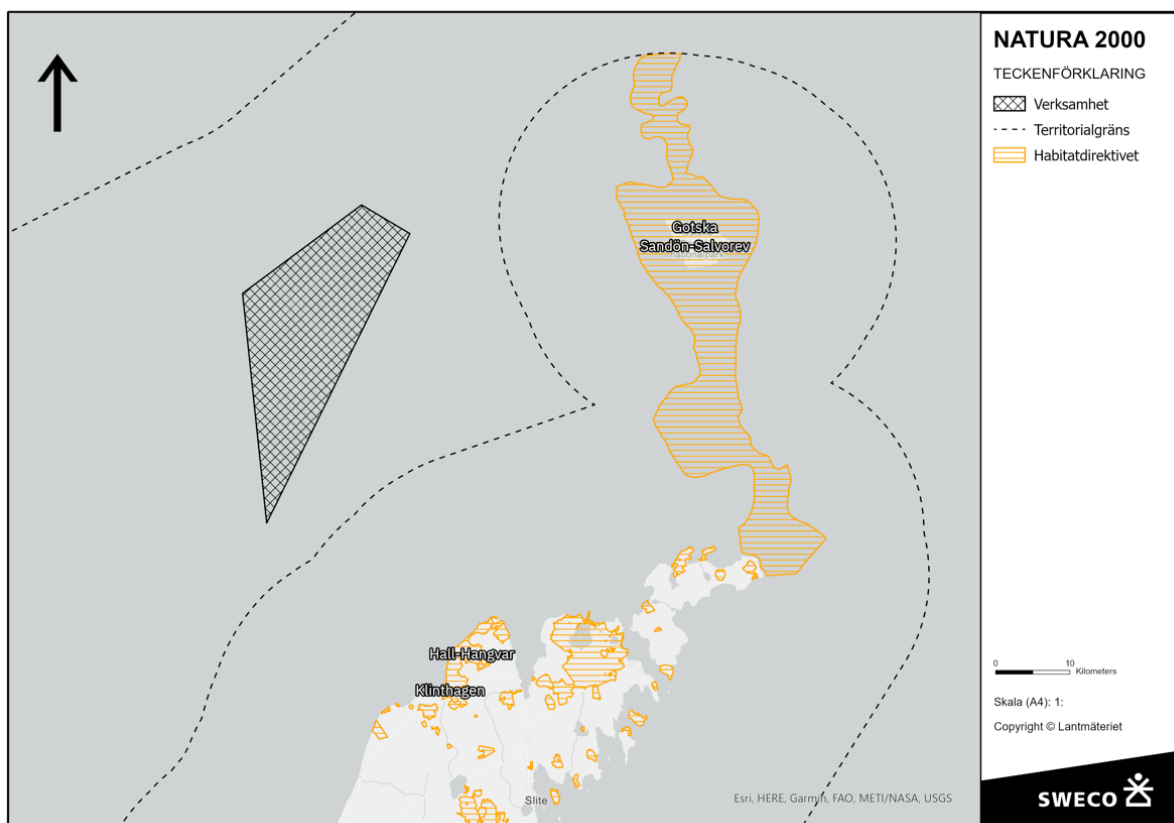 NATURA 2000
TECKENFÖRKLARING
Verksamhet
Territorialgräns
Habitatdirektivet
Gotska
Sandön-Salvorev
nationalpark
Hall-Hangvar
Klinthagen
Slite
Esri, HERE, Garmin, FAO, METI/NASA, USGS
0 10
Kilometers
Skala (A4): 1:
Copyright © Lantmäteriet
SWECO